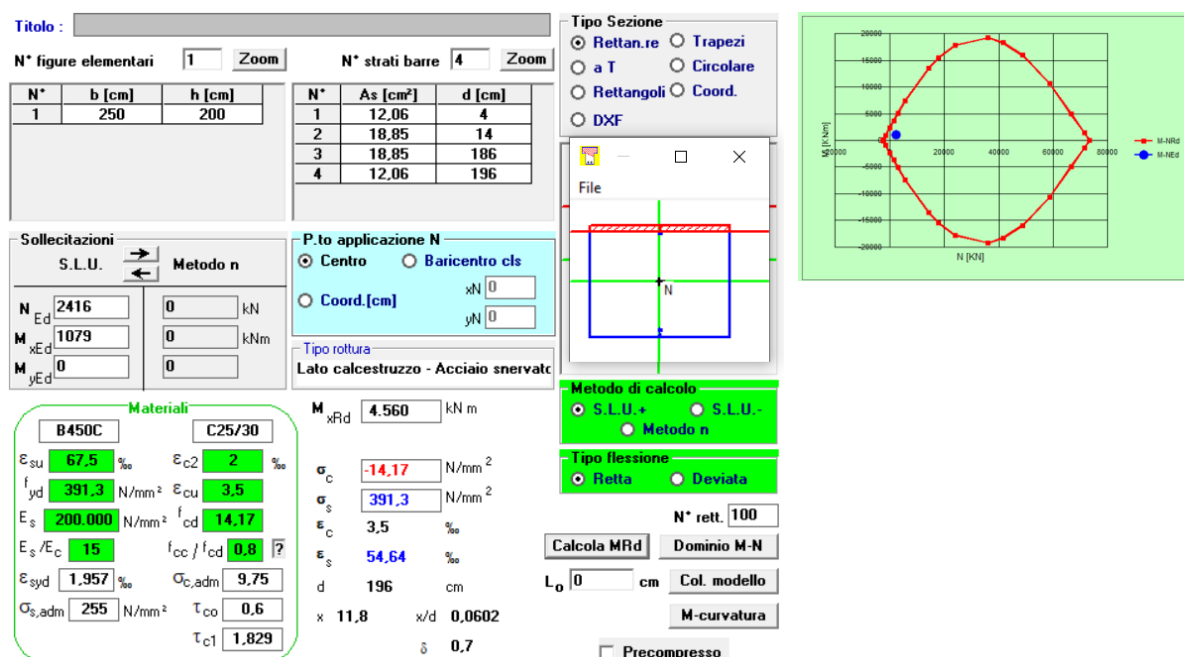 Titolo :
N* figure elementari 1 Zoom
N* strati barre 4 Zoom
N* b [cm] h [cm]
1 250 200
N* As [cm²] d [cm]
1 12,06 4
2 18,85 14
3 18,85 186
4 12,06 196
Tipo Sezione
Rettan.re Trapezi
a T Circolare
Rettangoli Coord.
DXF
File
N
Sollecitazioni
S.L.U. Metodo n
N Ed 2416 0 kN
M xEd 1079 0 kNm
M yEd 0 0
P.to applicazione N
Centro Baricentro cls
Coord.[cm] xN 0
yN 0
Tipo rottura
Lato calcestruzzo - Acciaio snervato
Materiali
B450C C25/30
εsu 67,5 ‰ εc2 2 ‰
fyd 391,3 N/mm² εcu 3,5
Es 200.000 N/mm² fcd 14,17
Es /Ec 15 fcc / fcd 0,8 ?
εsyd 1,957 ‰ σc,adm 9,75
σs,adm 255 N/mm² τco 0,6
τc1 1,829
M xRd 4.560 kN m
σc -14,17 N/mm²
σs 391,3 N/mm²
εc 3,5 ‰
εs 54,64 ‰
d 196 cm
x 11,8 x/d 0,0602
δ 0,7
Metodo di calcolo
S.L.U.+ S.L.U.-
Metodo n
Tipo flessione
Retta Deviata
N* rett. 100
Calcola MRd Dominio M-N
Lo 0 cm Col. modello
M-curvatura
Precompresso
20000
15000
10000
5000
0
-20000 20000 40000 60000 80000
-5000
-10000
-15000
-20000
M [KNm]
N [KN]
M-NRd
M-NEd